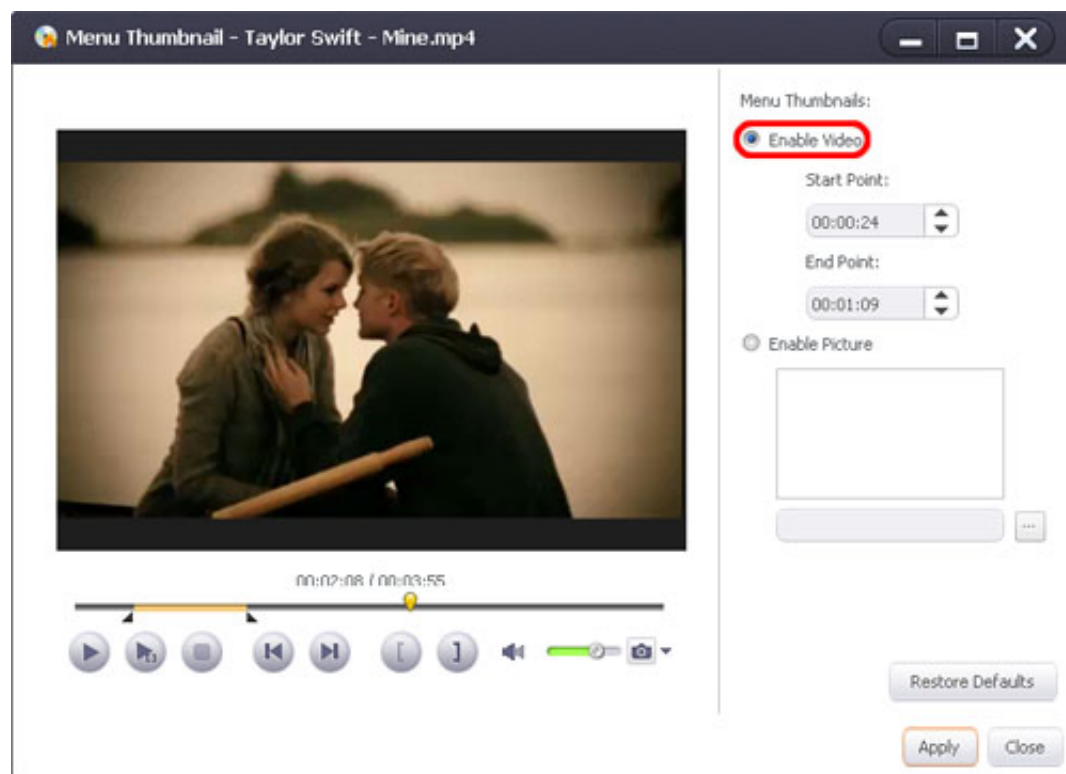 Menu Thumbnail - Taylor Swift - Mine.mp4
Menu Thumbnails:
Enable Video
Start Point:
00:00:24
End Point:
00:01:09
Enable Picture
...
00:02:08 / 00:03:55
[ ]
Restore Defaults
Apply Close